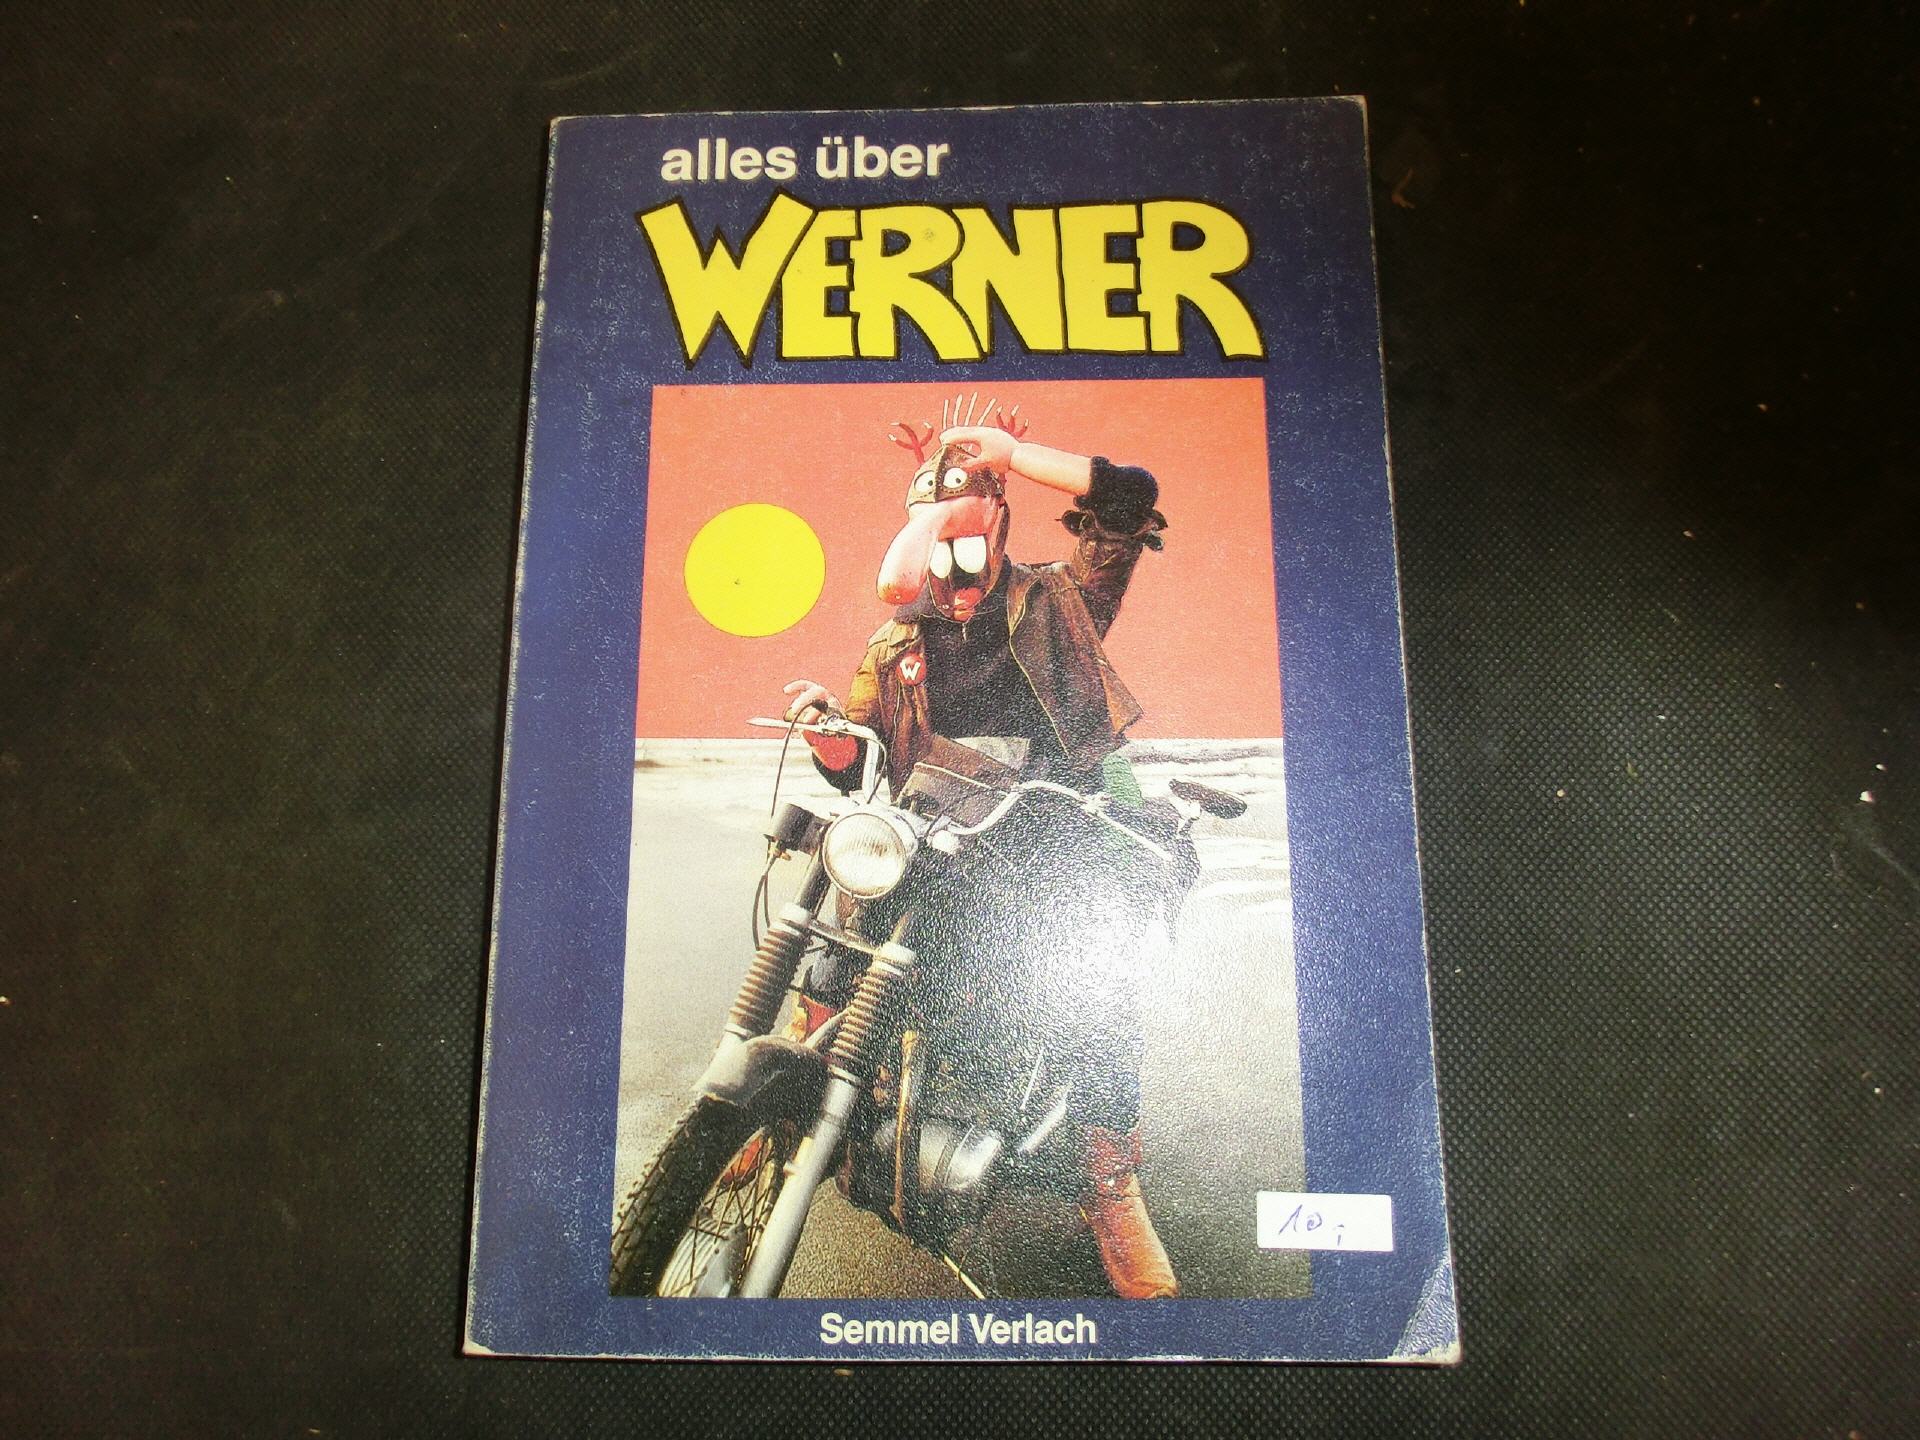 alles über
WERNER
W
10,-
Semmel Verlach